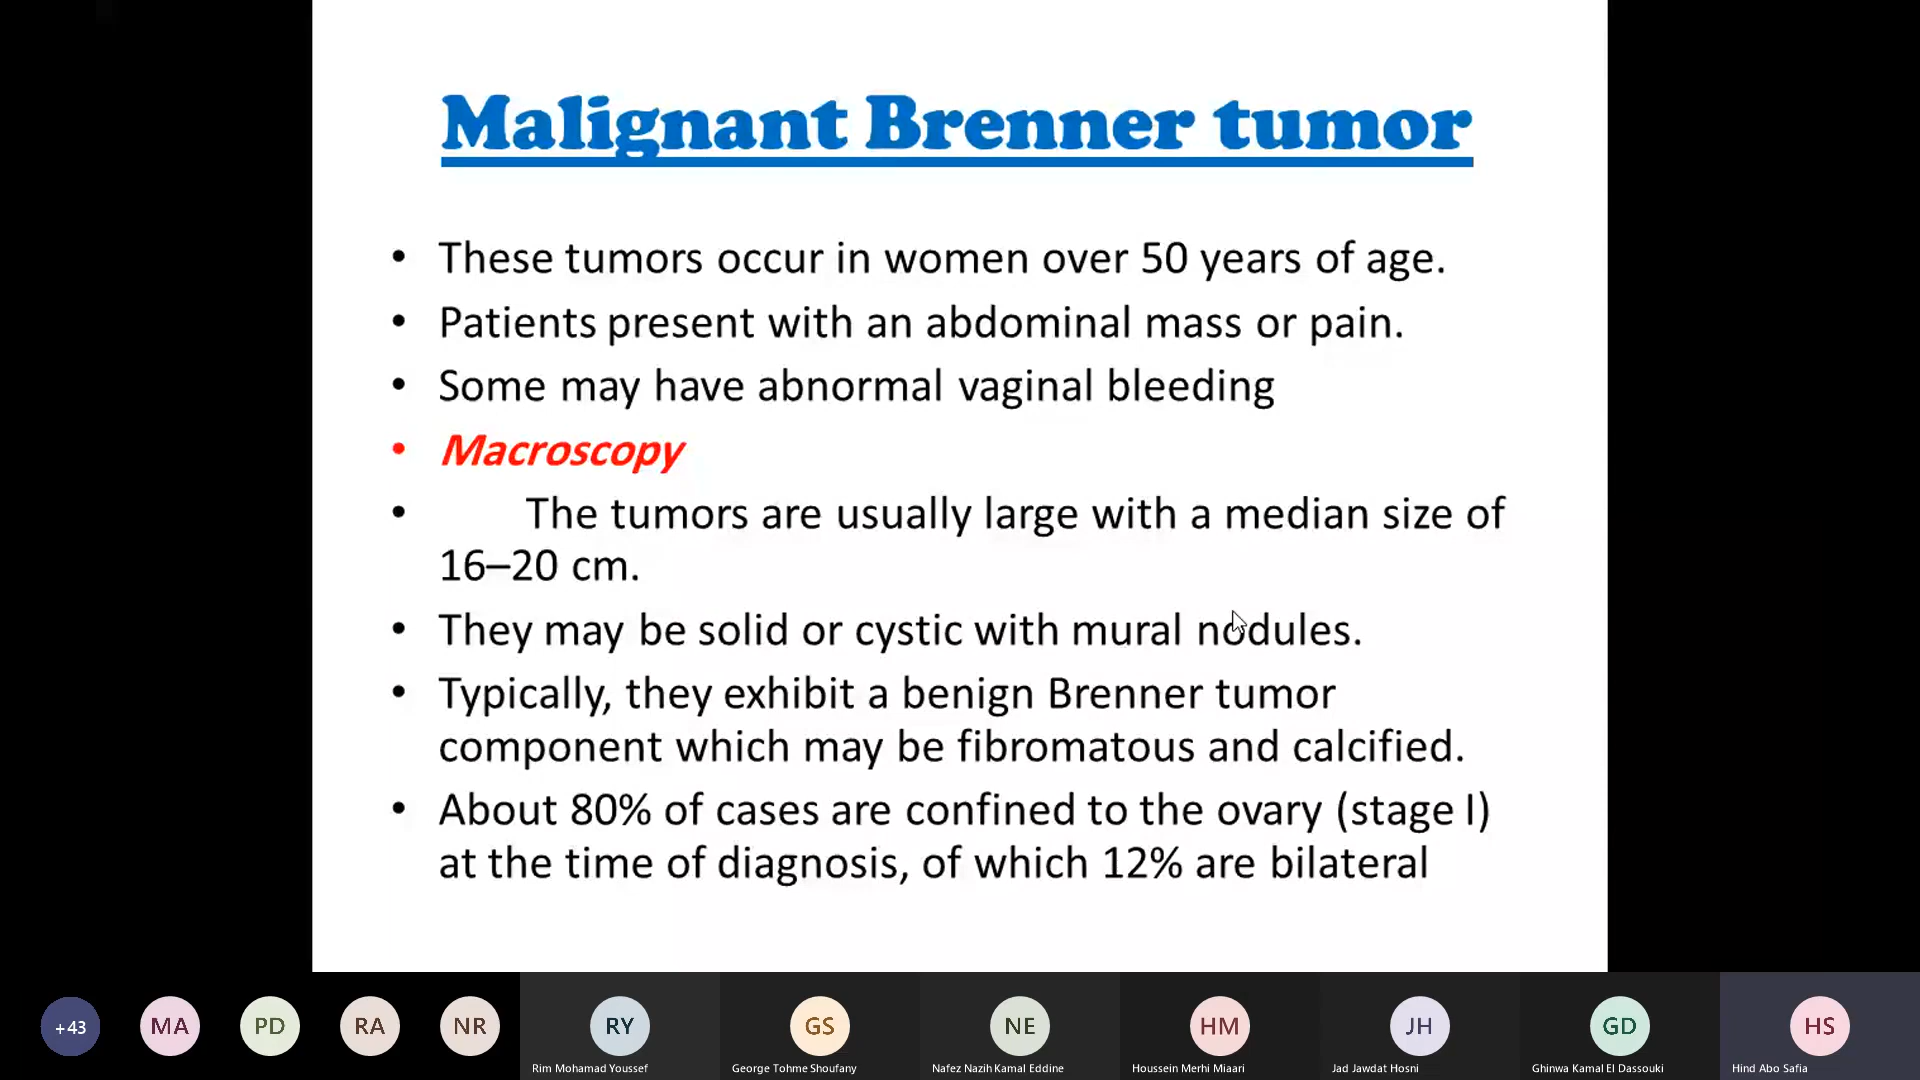 Malignant Brenner tumor
• These tumors occur in women over 50 years of age.
• Patients present with an abdominal mass or pain.
• Some may have abnormal vaginal bleeding
• Macroscopy
• The tumors are usually large with a median size of
16–20 cm.
• They may be solid or cystic with mural nodules.
• Typically, they exhibit a benign Brenner tumor
component which may be fibromatous and calcified.
• About 80% of cases are confined to the ovary (stage I)
at the time of diagnosis, of which 12% are bilateral
+43 MA PD RA NR RY GS NE HM JH GD HS
Rim Mohamad Youssef George Tohme Shoufany Nafez Nazih Kamal Eddine Houssein Merhi Miaari Jad Jawdat Hosni Ghinwa Kamal El Dassouki Hind Abo Safia